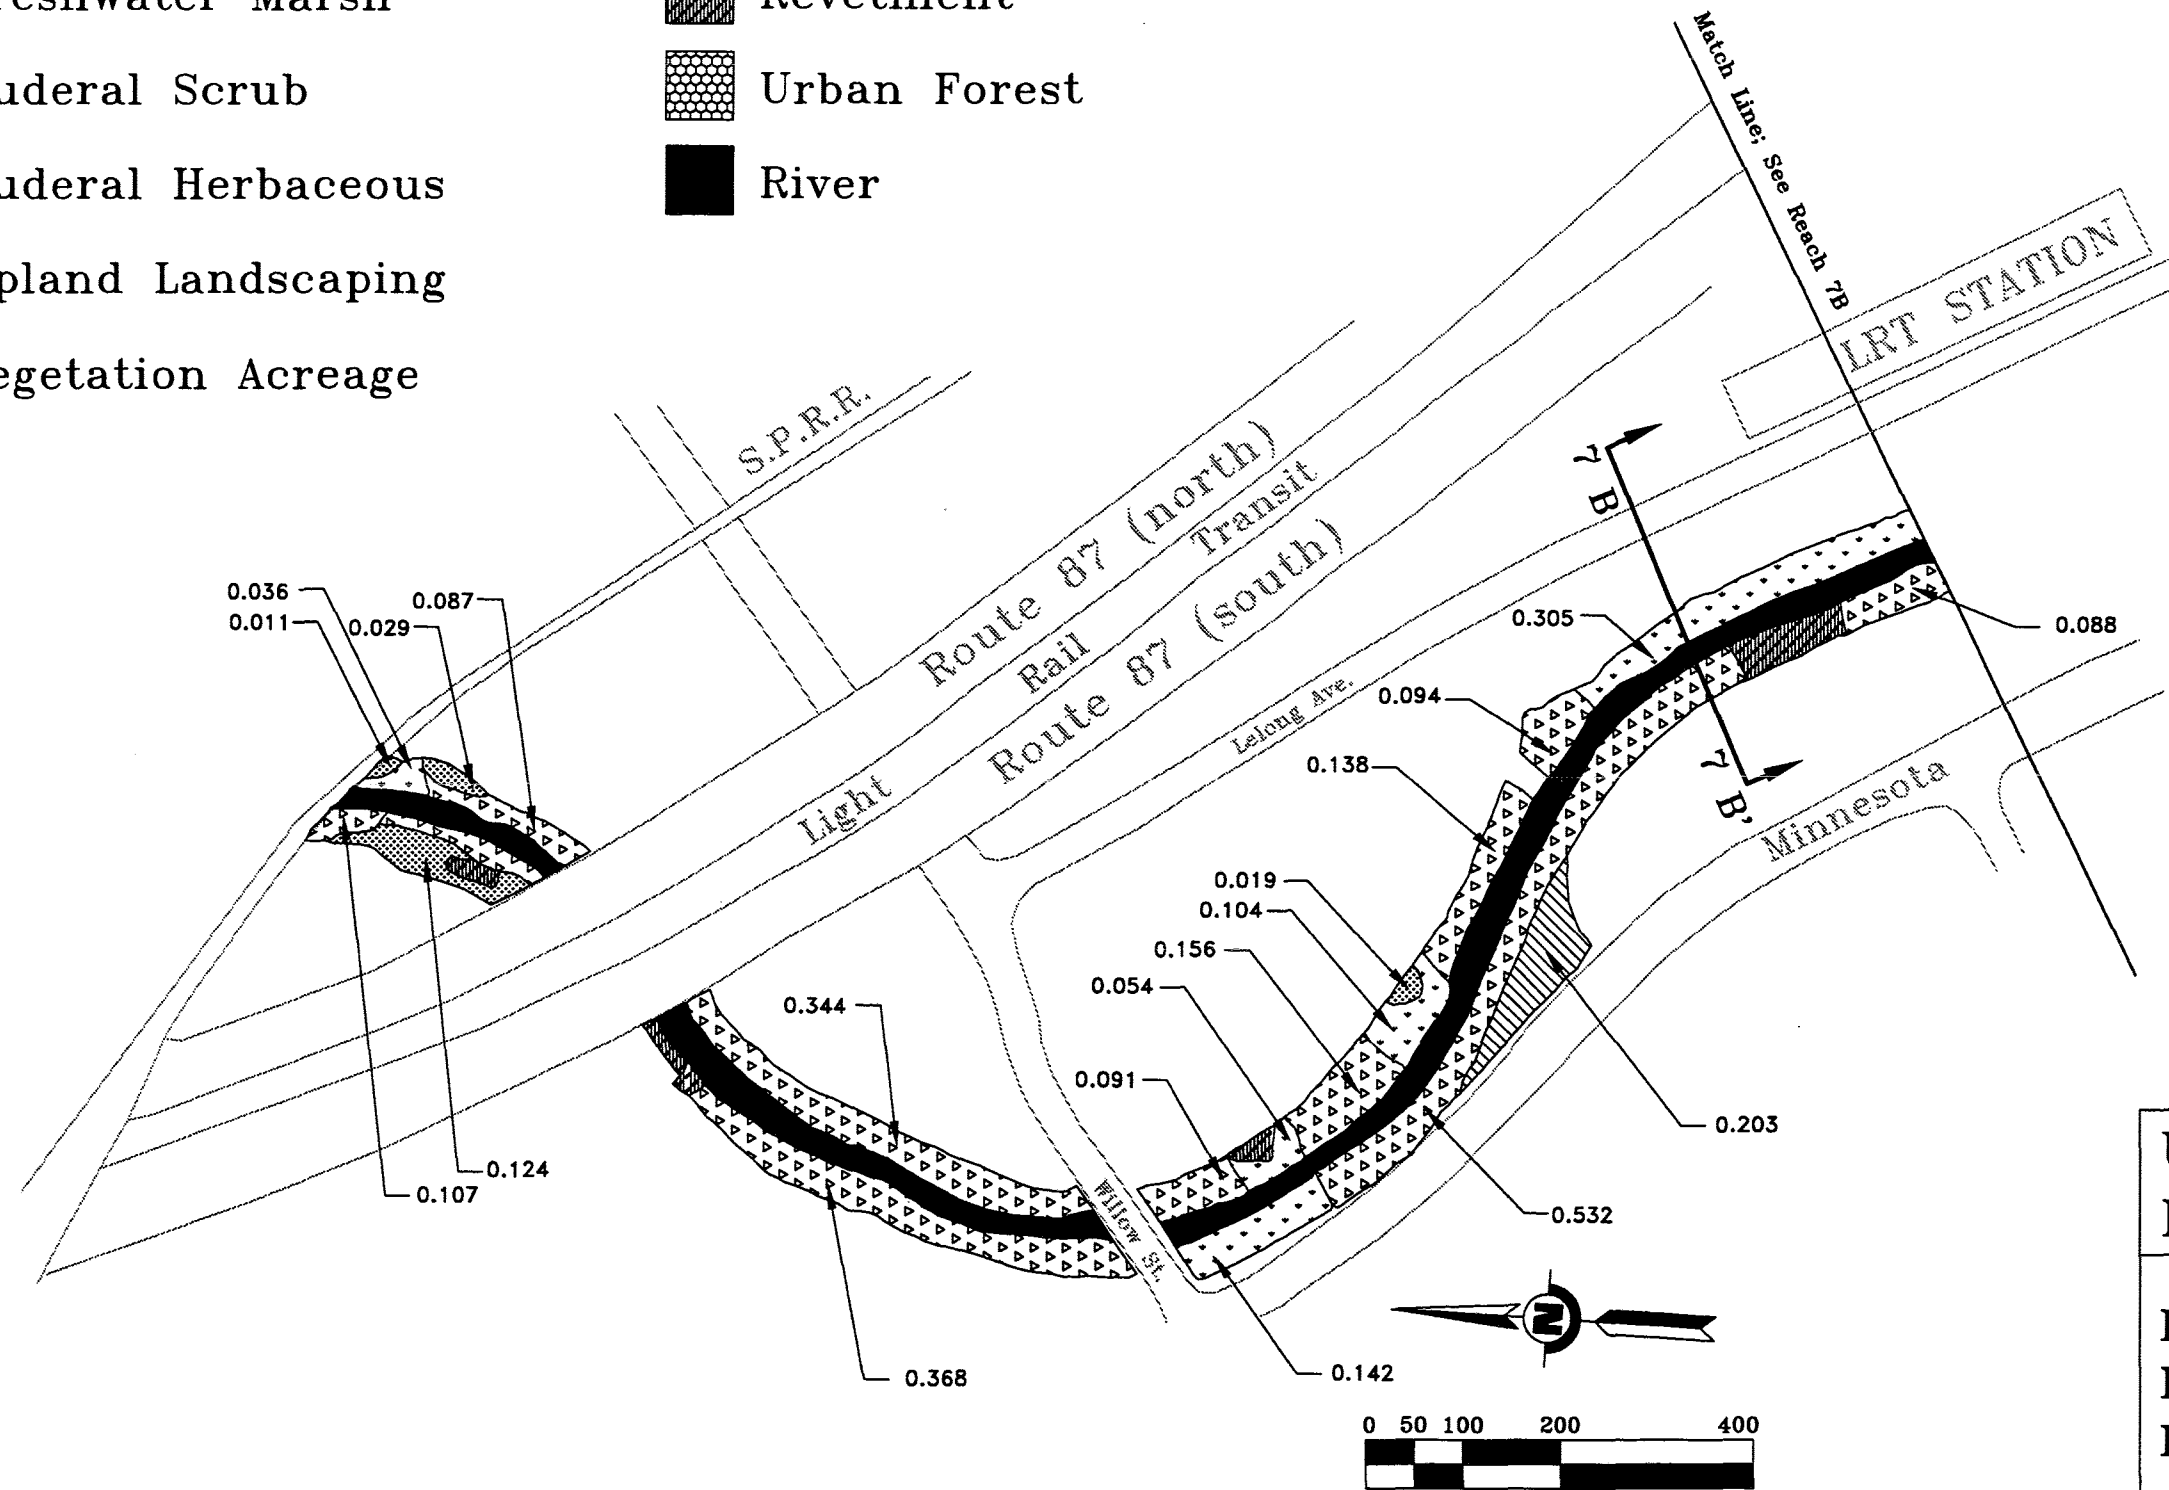 Revetment
uderal Scrub
Urban Forest
uderal Herbaceous
River
pland Landscaping
egetation Acreage
Match Line; See Reach 7B
LRT STATION
S.P.R.R.
Route 87 (north)
Light Rail Transit
Route 87 (south)
Lelong Ave.
7 B
7 B'
Minnesota
Willow St.
0.036
0.011
0.029
0.087
0.305
0.088
0.094
0.138
0.019
0.104
0.156
0.054
0.091
0.344
0.203
0.124
0.107
0.532
0.142
0.368
N
0 50 100 200 400